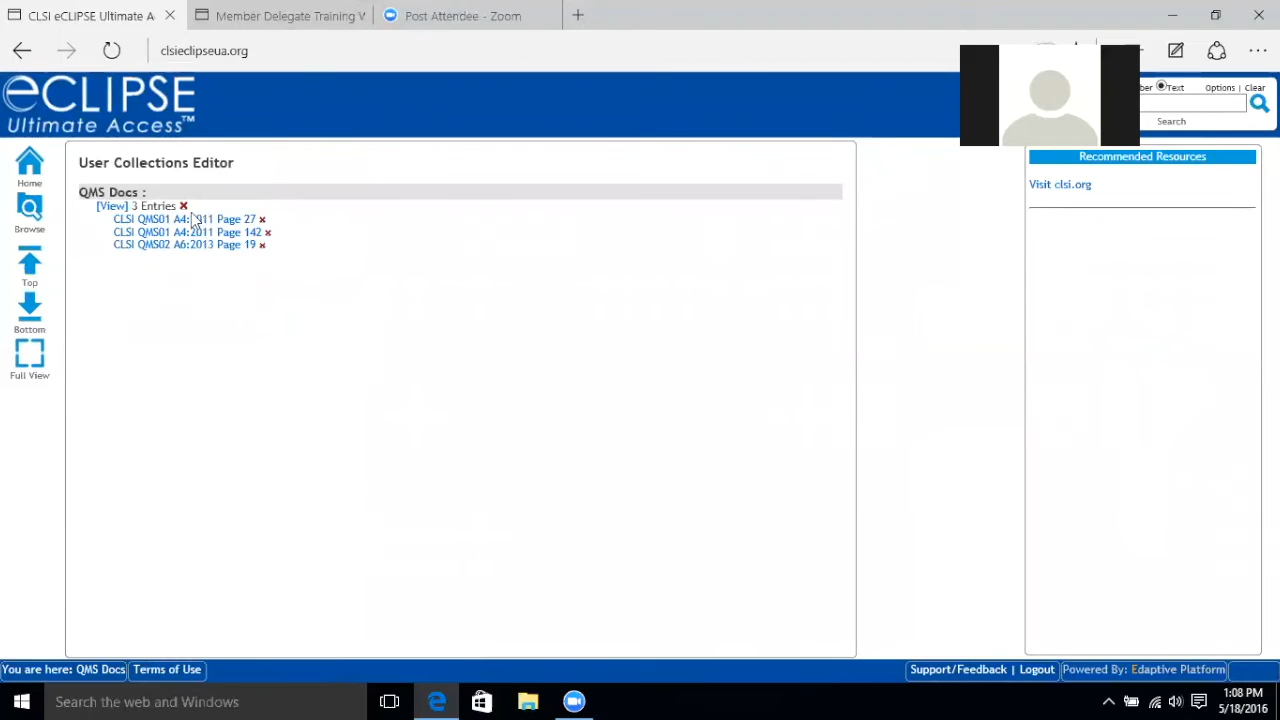 CLSI eCLIPSE Ultimate Ac
Member Delegate Training V
Post Attendee - Zoom
clsieclipseua.org
eCLIPSE
Ultimate Access™
Text
Options | Clear
Search
Home
Browse
Top
Bottom
Full View
User Collections Editor
QMS Docs :
[View] 3 Entries
CLSI QMS01 A4:2011 Page 27
CLSI QMS01 A4:2011 Page 142
CLSI QMS02 A6:2013 Page 19
Recommended Resources
Visit clsi.org
You are here: QMS Docs
Terms of Use
Support/Feedback | Logout
Powered By: Edaptive Platform
Search the web and Windows
1:08 PM
5/18/2016